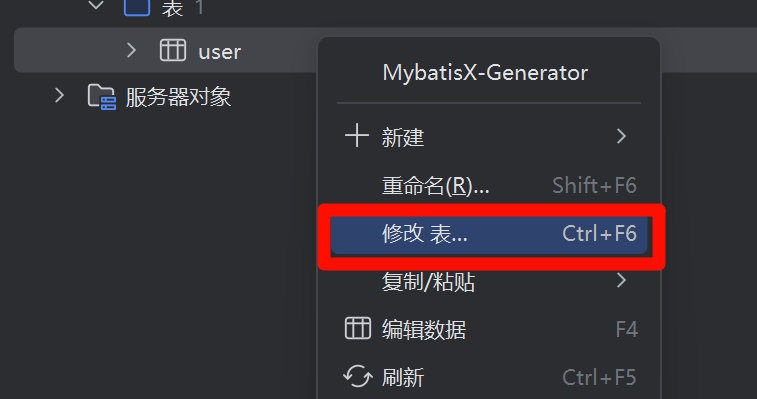 表 1
user
服务器对象
MybatisX-Generator
新建
重命名(R)... Shift+F6
修改 表... Ctrl+F6
复制/粘贴
编辑数据 F4
刷新 Ctrl+F5